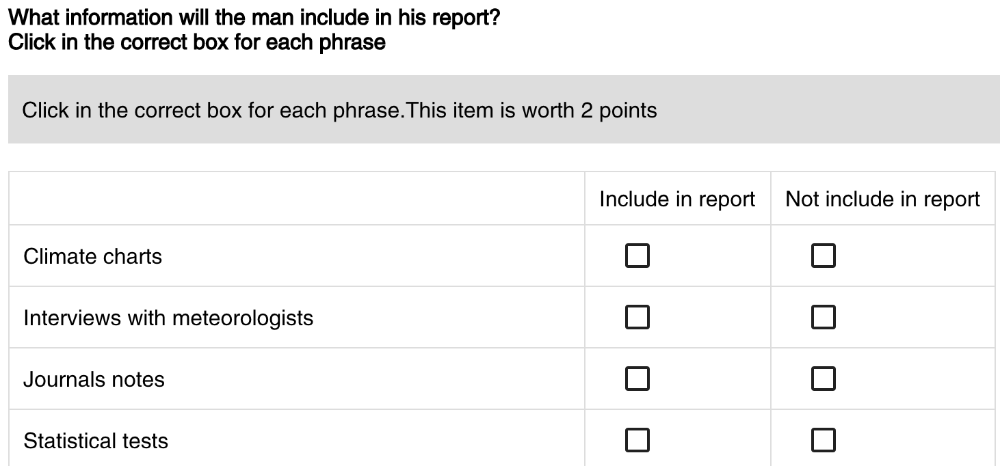 What information will the man include in his report?
Click in the correct box for each phrase
Click in the correct box for each phrase.This item is worth 2 points
Include in report Not include in report
Climate charts
Interviews with meteorologists
Journals notes
Statistical tests